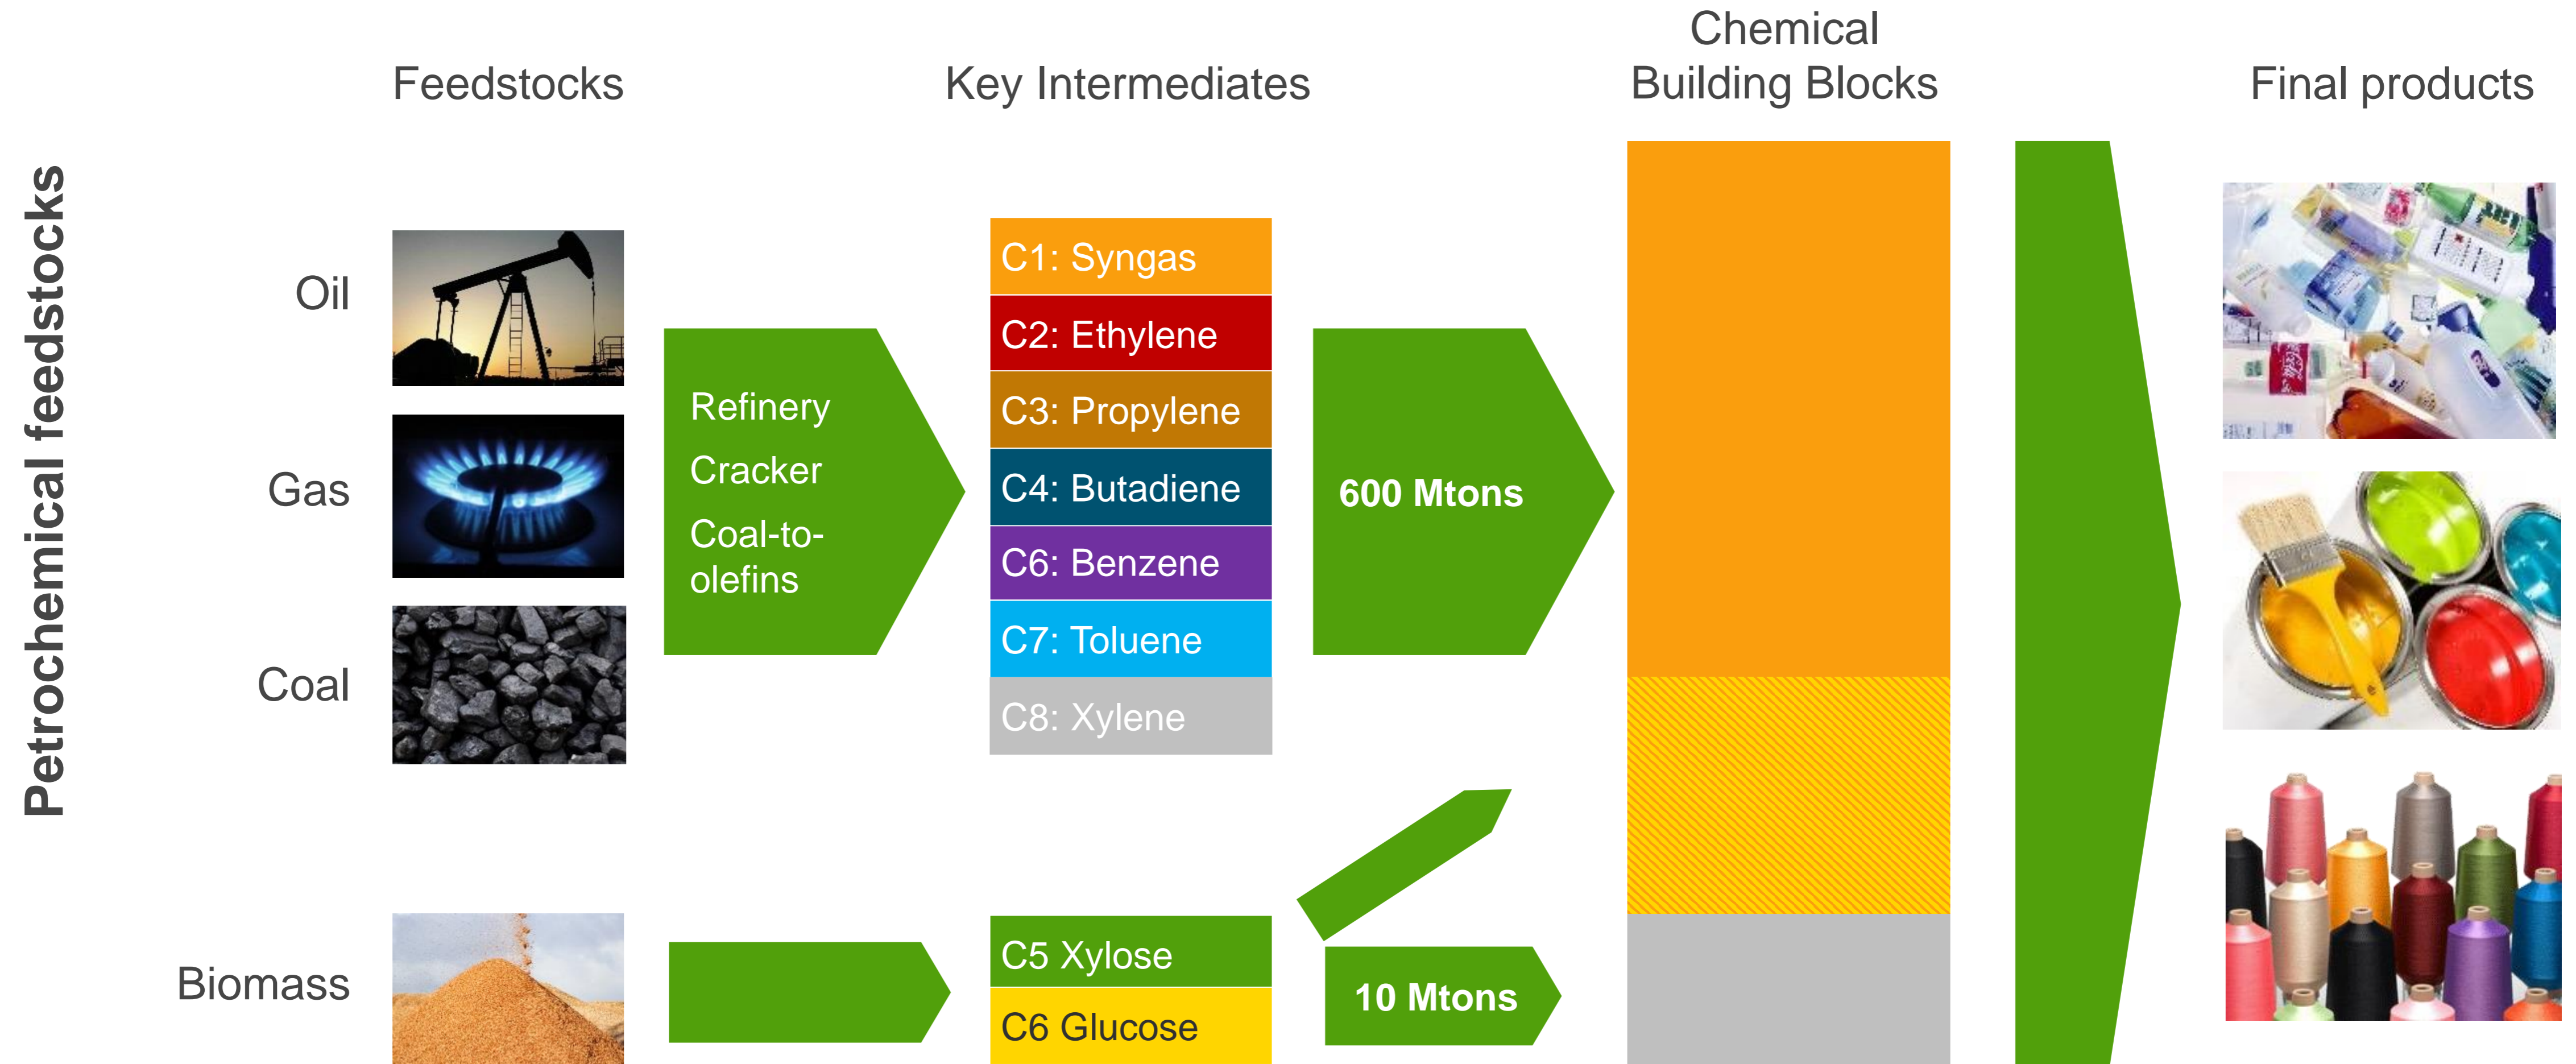 Feedstocks
Key Intermediates
Chemical
Building Blocks
Final products
Petrochemical feedstocks
Oil
Gas
Coal
Biomass
Refinery
Cracker
Coal-to-
olefins
C1: Syngas
C2: Ethylene
C3: Propylene
C4: Butadiene
C6: Benzene
C7: Toluene
C8: Xylene
600 Mtons
C5 Xylose
C6 Glucose
10 Mtons